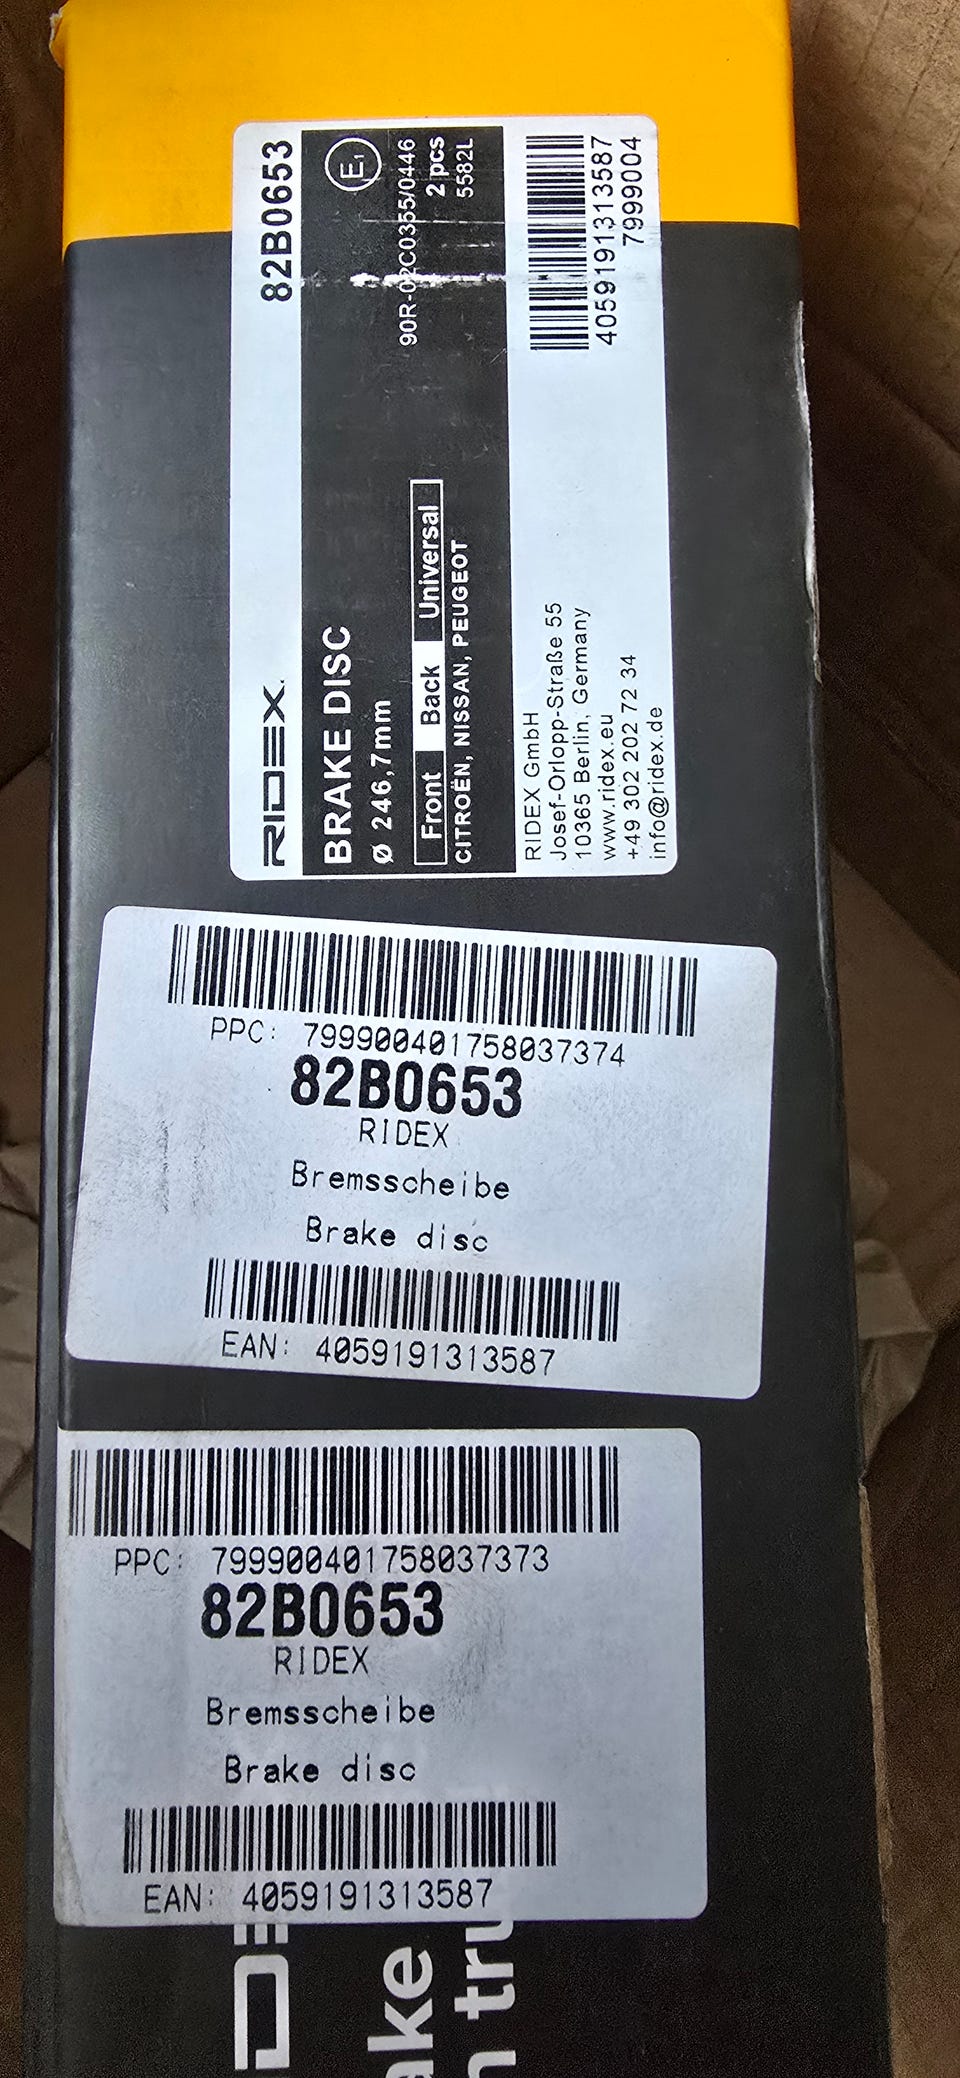 RIDEX
82B0653
BRAKE DISC
E1
Ø 246,7mm
90R-02C0355/0446
Front Back Universal
2 pcs
CITROËN, NISSAN, PEUGEOT
5582L
RIDEX GmbH
Josef-Orlopp-Straße 55
10365 Berlin, Germany
www.ridex.eu
+49 302 202 72 34
info@ridex.de
4059191313587
7999004
PPC: 799900401758037374
82B0653
RIDEX
Bremsscheibe
Brake disc
EAN: 4059191313587
PPC: 799900401758037373
82B0653
RIDEX
Bremsscheibe
Brake disc
EAN: 4059191313587